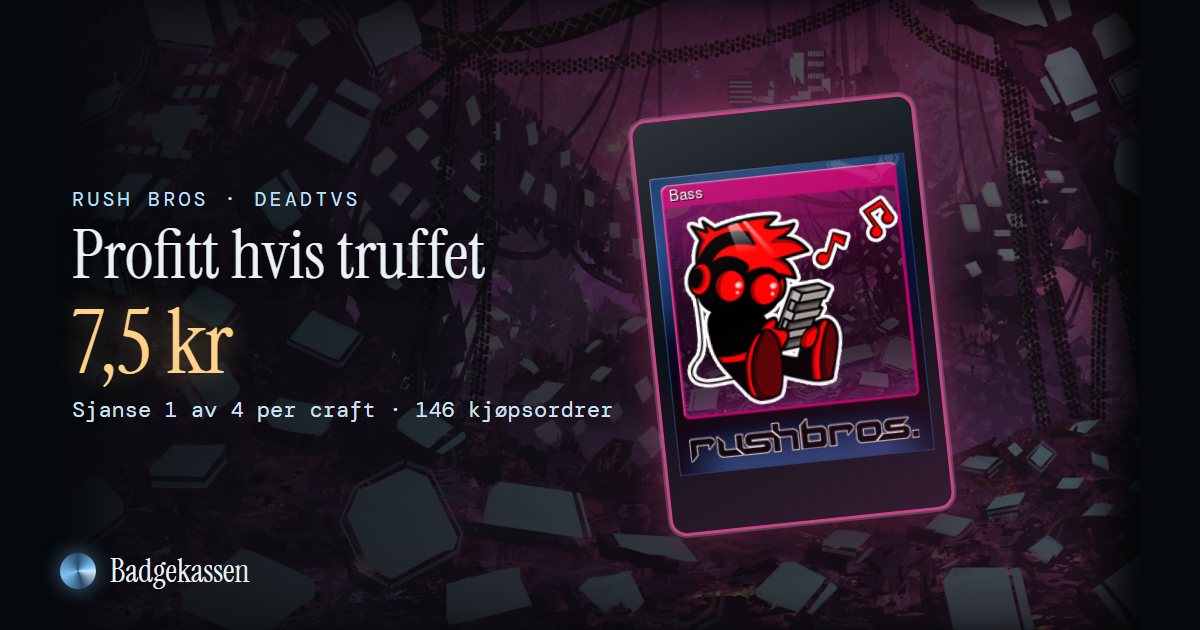 RUSH BROS · DEADTVS
Profitt hvis truffet
7,5 kr
Sjanse 1 av 4 per craft · 146 kjøpsordrer
Badgekassen
Bass
rushbros.